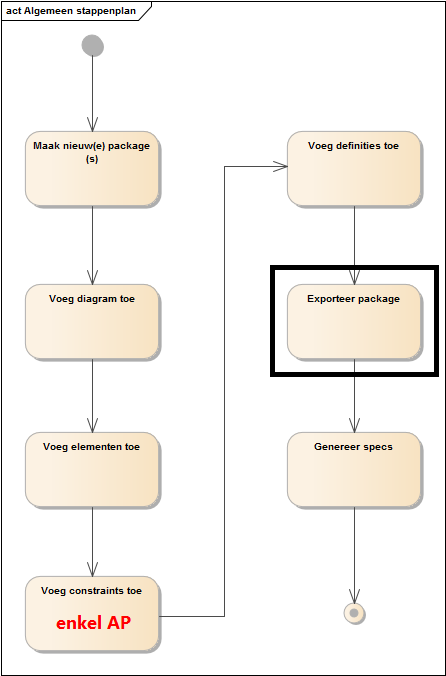 act Algemeen stappenplan
Maak nieuw(e) package
(s)
Voeg diagram toe
Voeg elementen toe
Voeg constraints toe
enkel AP
Voeg definities toe
Exporteer package
Genereer specs